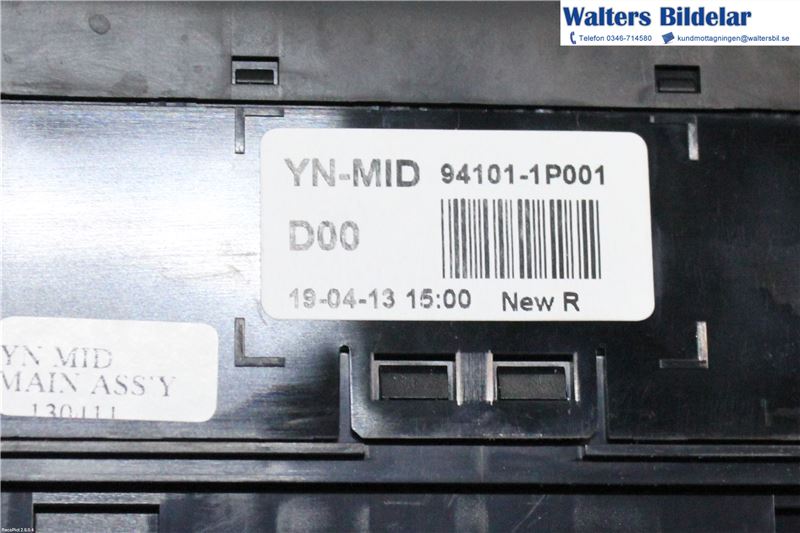 Walters Bildelar
Telefon 0346-714580 kundmottagningen@waltersbil.se
YN-MID 94101-1P001
D00
19-04-13 15:00 New R
YN MID
MAIN ASS'Y
130411